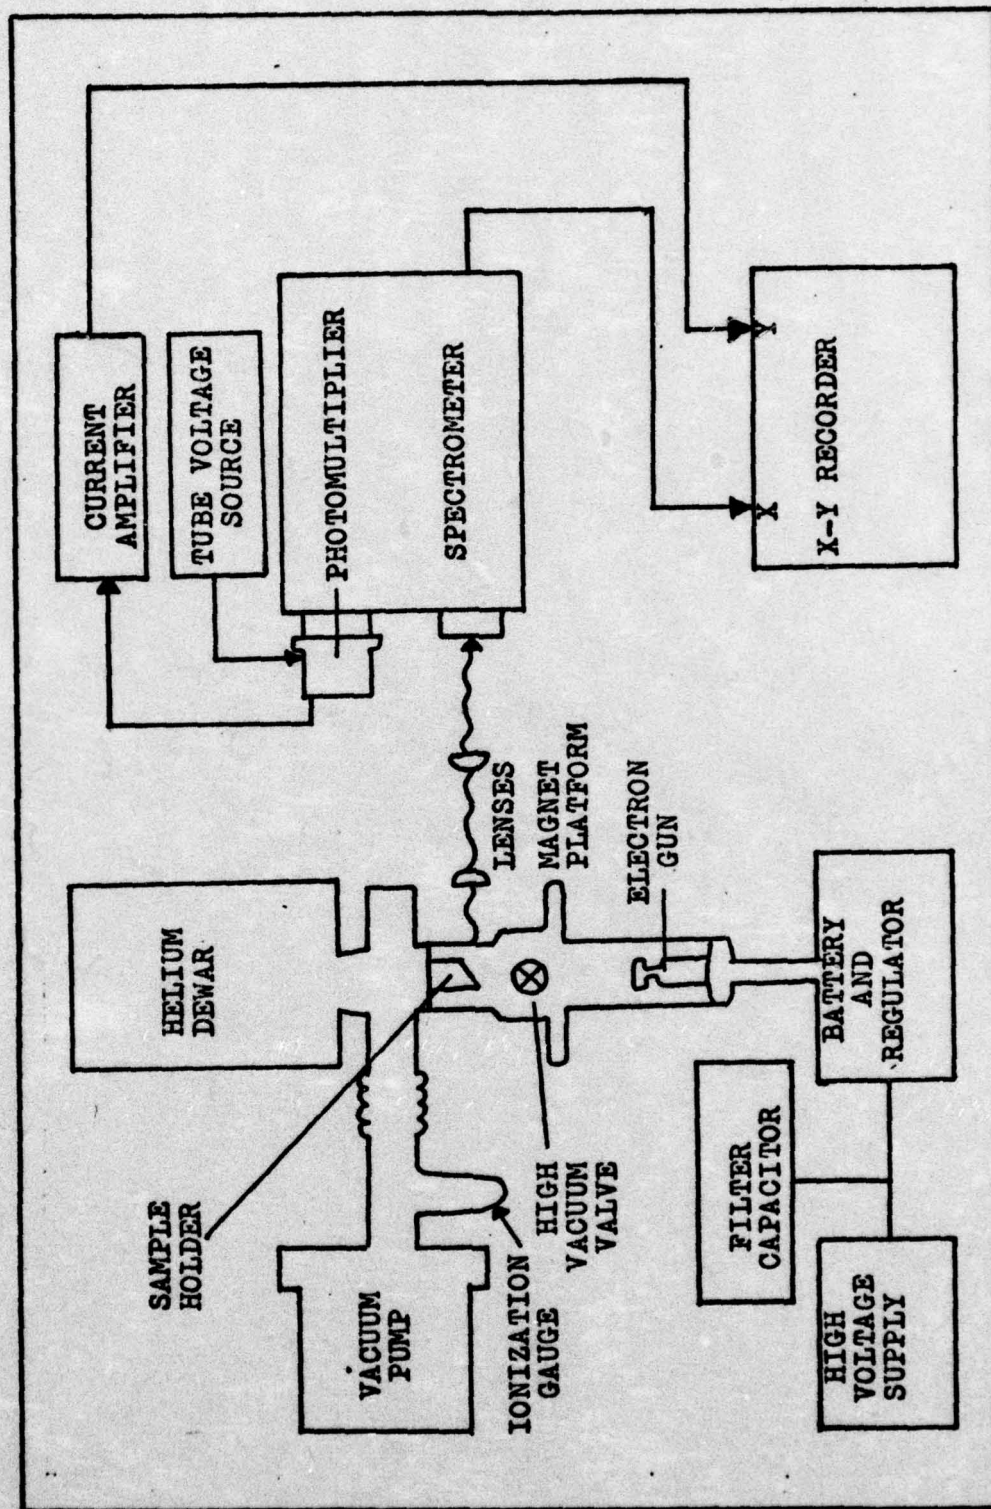 SAMPLE
HOLDER
HELIUM
DEWAR
CURRENT
AMPLIFIER
TUBE VOLTAGE
SOURCE
PHOTOMULTIPLIER
SPECTROMETER
VACUUM
PUMP
IONIZATION
GAUGE
HIGH
VACUUM
VALVE
LENSES
MAGNET
PLATFORM
ELECTRON
GUN
FILTER
CAPACITOR
HIGH
VOLTAGE
SUPPLY
BATTERY
AND
REGULATOR
X
Y
X-Y RECORDER